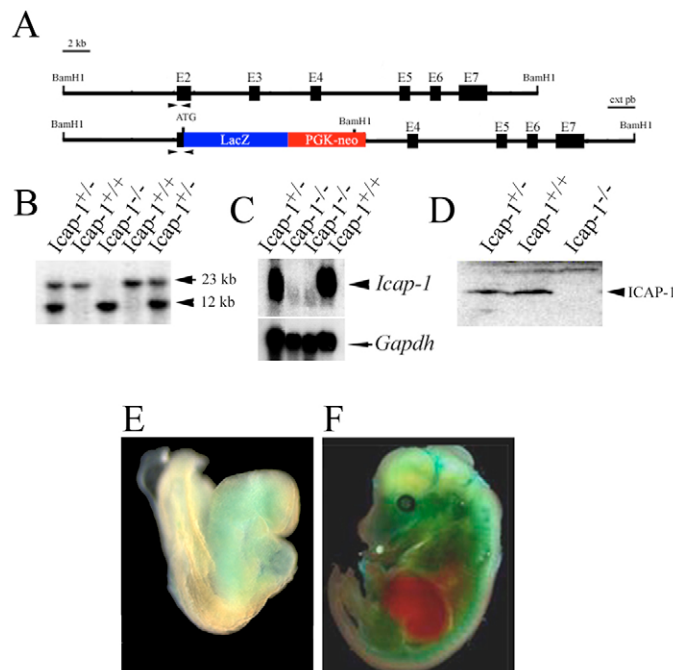 A
2 kb
BamH1 E2 E3 E4 E5 E6 E7 BamH1
ext pb
ATG
BamH1 LacZ PGK-neo BamH1 E4 E5 E6 E7 BamH1
B
Icap-1+/- Icap-1+/+ Icap-1-/- Icap-1+/+ Icap-1+/-
23 kb
12 kb
C
Icap-1+/- Icap-1-/- Icap-1-/- Icap-1+/+
Icap-1
Gapdh
D
Icap-1+/- Icap-1+/+ Icap-1-/-
ICAP-1
E
F